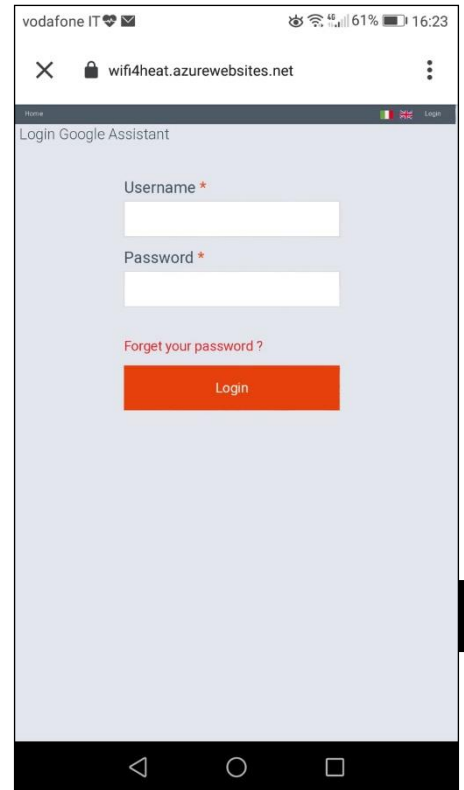 vodafone IT 61% 16:23
wifi4heat.azurewebsites.net
Home Login
Login Google Assistant
Username *
Password *
Forget your password ?
Login